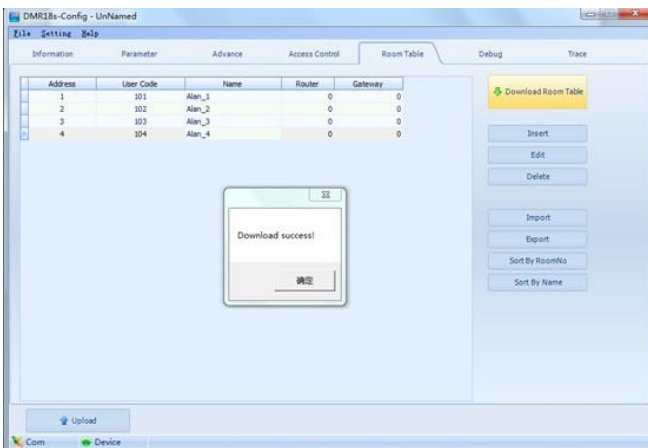 DMR18s-Config - UnNamed
File Setting Help
Information Parameter Advance Access Control Room Table Debug Trace
Address User Code Name Router Gateway
1 101 Alan_1 0 0
2 102 Alan_2 0 0
3 103 Alan_3 0 0
4 104 Alan_4 0 0
Download Room Table
Insert
Edit
Delete
Download success!
确定
Import
Export
Sort By RoomNo
Sort By Name
Upload
Com Device